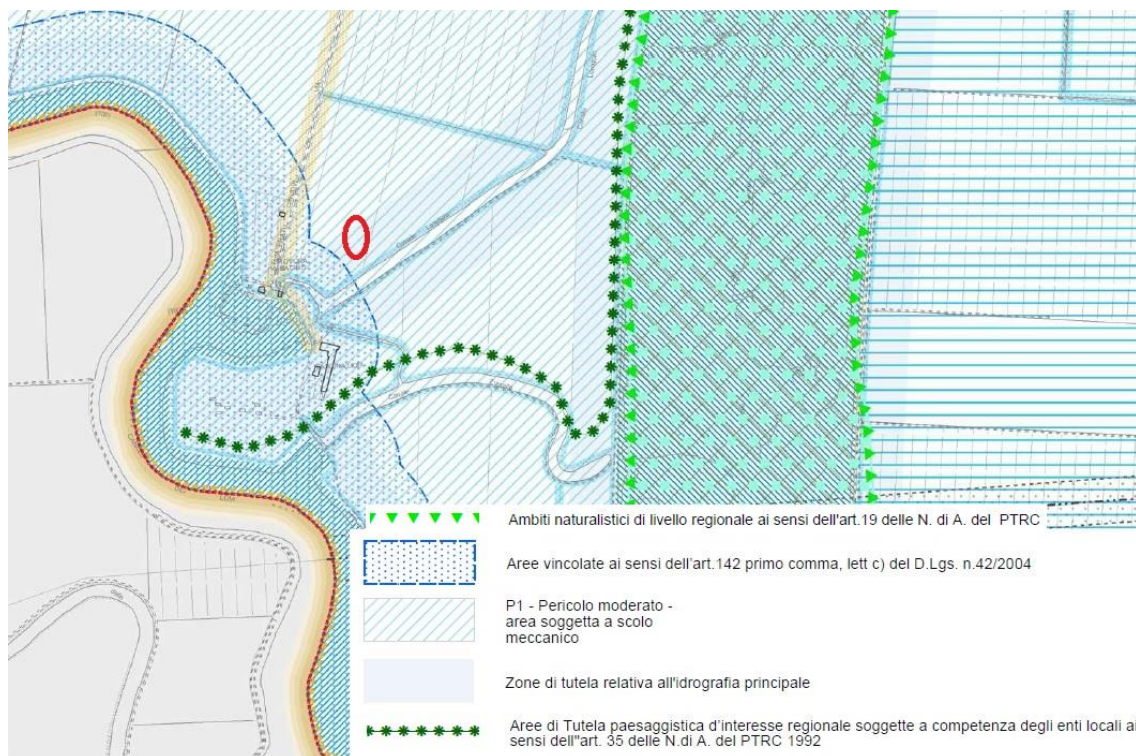 Canale
Lovigini
Canale
Ambiti naturalistici di livello regionale ai sensi dell'art.19 delle N. di A. del PTRC
Aree vincolate ai sensi dell'art.142 primo comma, lett c) del D.Lgs. n.42/2004
P1 - Pericolo moderato -
area soggetta a scolo
meccanico
Zone di tutela relativa all'idrografia principale
Aree di Tutela paesaggistica d'interesse regionale soggette a competenza degli enti locali ai
sensi dell"art. 35 delle N.di A. del PTRC 1992